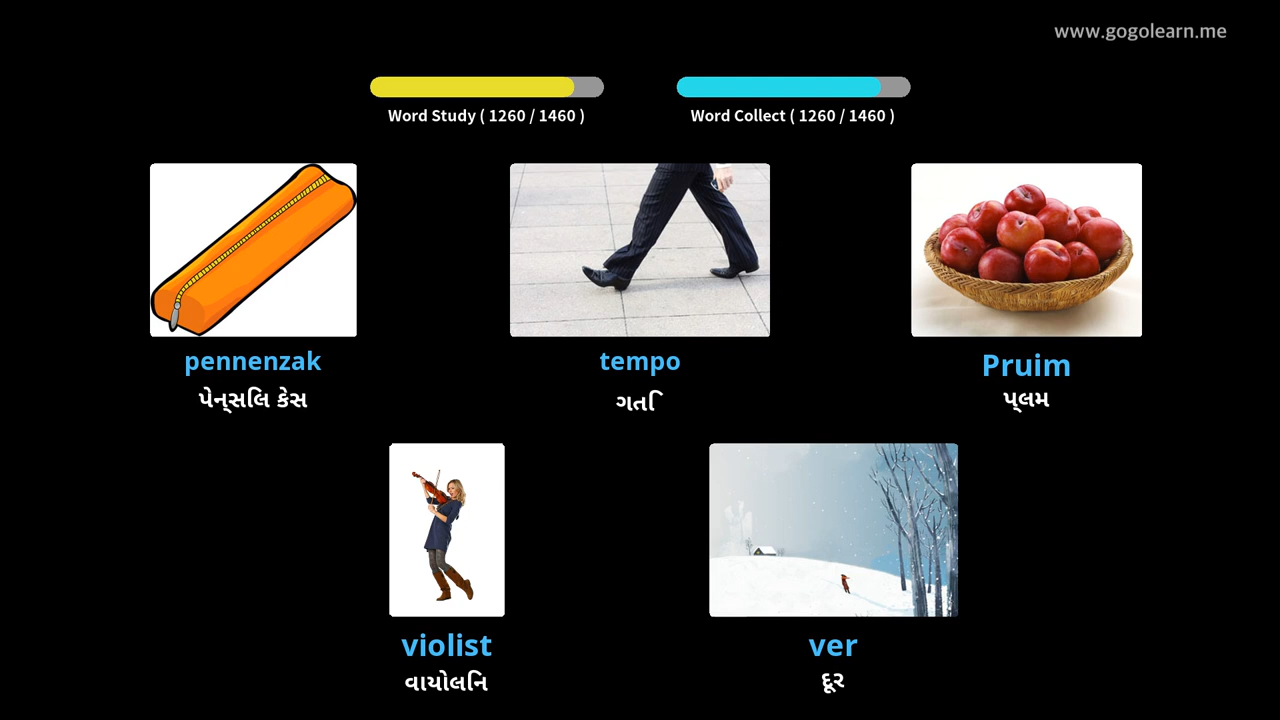 www.gogolearn.me
Word Study ( 1260 / 1460 )
Word Collect ( 1260 / 1460 )
pennenzak
tempo
Pruim
પેન્સિલ કેસ
ગતિ
પ્લમ
violist
ver
વાયોલિન
દૂર